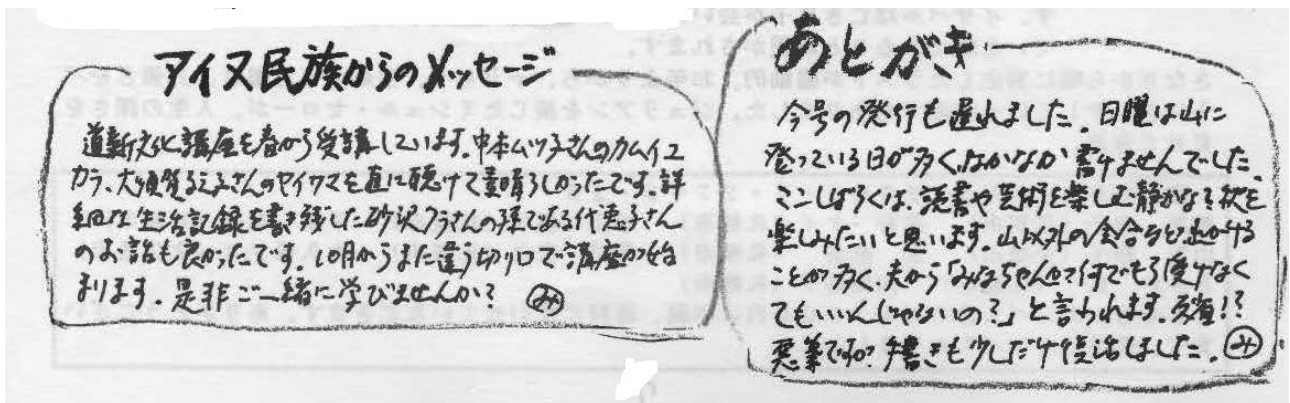 アイヌ民族からのメッセージ
道新文化講座を春から受講しています。中本ムツ子さんのカムイユ
カラ、大須賀るえ子さんのヤイサマも直に聴けて素晴しかったです。詳
細な生活記録を書き残した砂沢クラさんの孫である代恵子さん
のお話も良かったです。10月からまた違う切り口で講座が始
まります。是非ご一緒に学びませんか? み
あとがき
今号の発行も遅れました。日曜は山に
登っている日が多く、なかなか書けませんでした。
ここしばらくは、読書や芸術を楽しむ静かな秋を
楽しみたいと思います。山以外の会合など出かける
ことが多く、夫から「みなちゃん何でも引受けなく
てもいいんじゃないの?」と言われます。反省!?
悪筆ですが手書きも少しだけ復活しました。み